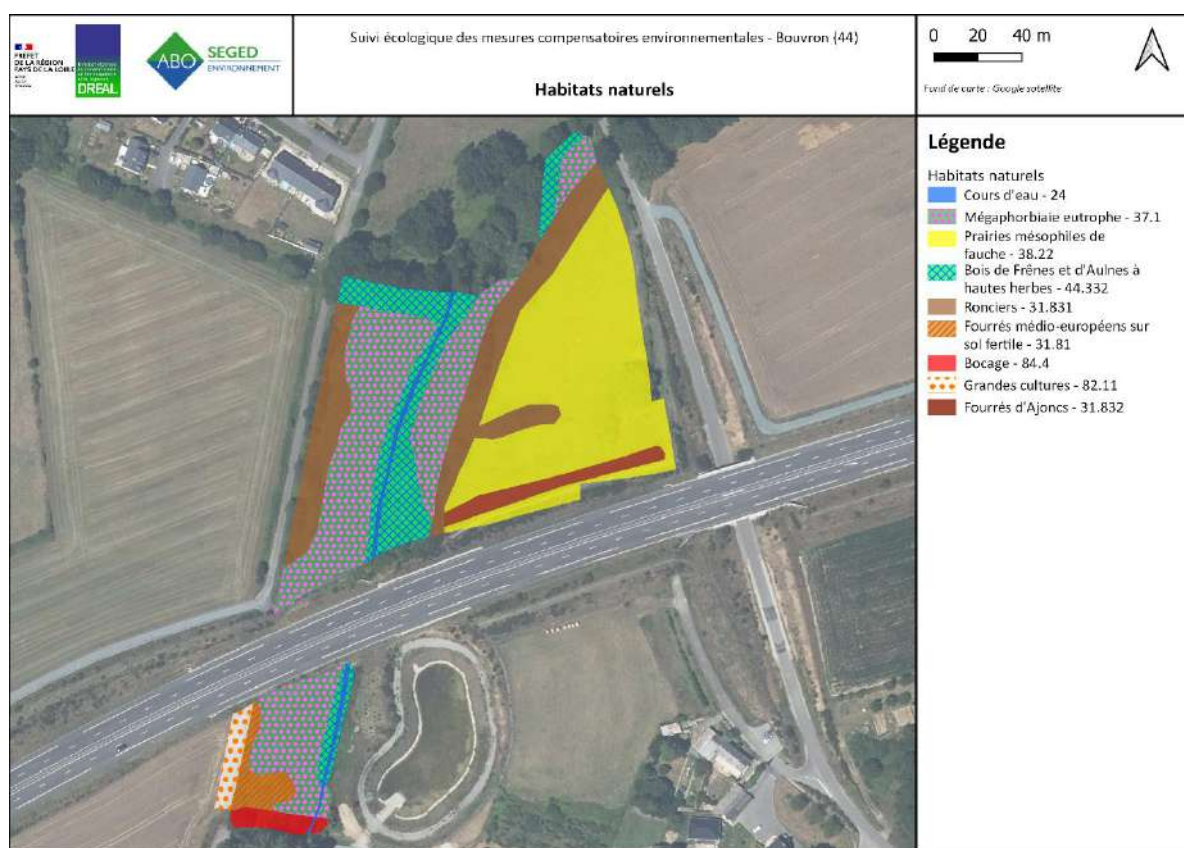 PRÉFET
DE LA RÉGION
PAYS DE LA LOIRE
DREAL
ABO
SEGED
ENVIRONNEMENT
Suivi écologique des mesures compensatoires environnementales - Bouvron (44)
Habitats naturels
0 20 40 m
Fond de carte : Google satellite
Légende
Habitats naturels
Cours d'eau - 24
Mégaphorbiaie eutrophe - 37.1
Prairies mésophiles de
fauche - 38.22
Bois de Frênes et d'Aulnes à
hautes herbes - 44.332
Ronciers - 31.831
Fourrés médio-européens sur
sol fertile - 31.81
Bocage - 84.4
Grandes cultures - 82.11
Fourrés d'Ajoncs - 31.832